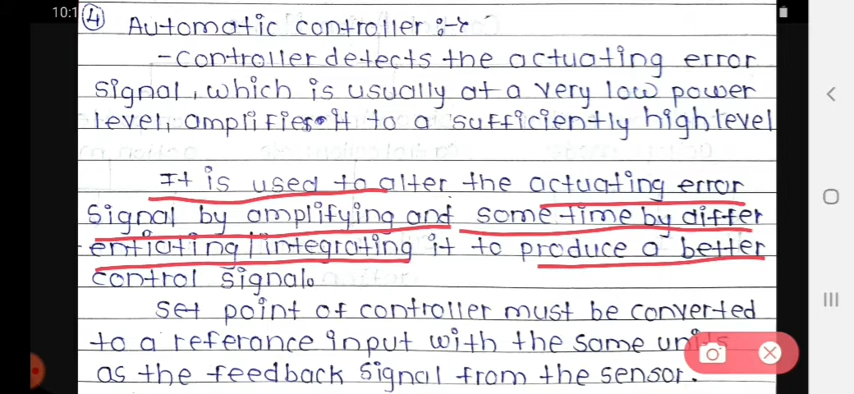 10:1
④ Automatic controller :-
- controller detects the actuating error
signal, which is usually at a very low power
level, amplifies it to a sufficiently high level
It is used to alter the actuating error
signal by amplifying and some time by differ
entiating / integrating it to produce a better
control signal.
Set point of controller must be converted
to a referance input with the same units
as the feedback signal from the sensor.